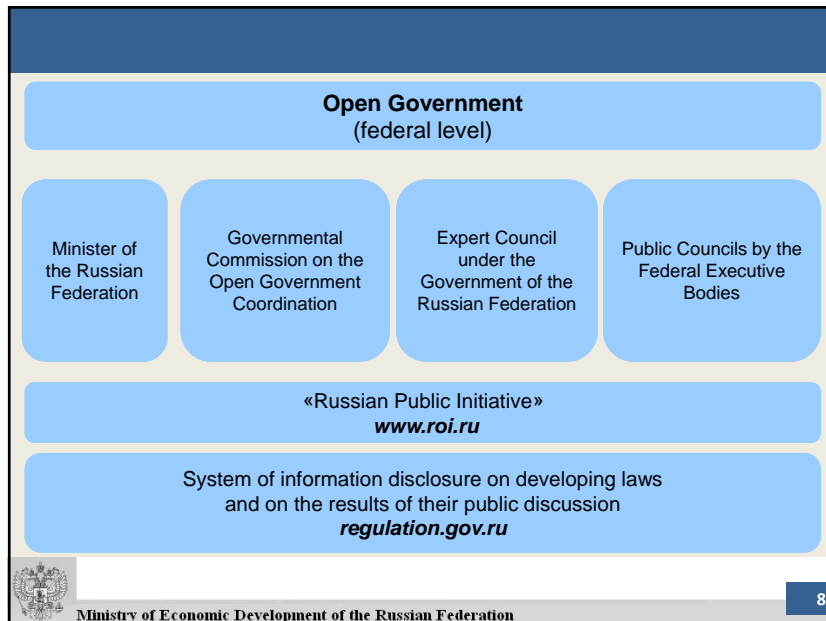 Open Government
(federal level)
Minister of
the Russian
Federation
Governmental
Commission on the
Open Government
Coordination
Expert Council
under the
Government of the
Russian Federation
Public Councils by the
Federal Executive
Bodies
«Russian Public Initiative»
www.roi.ru
System of information disclosure on developing laws
and on the results of their public discussion
regulation.gov.ru
Ministry of Economic Development of the Russian Federation
8